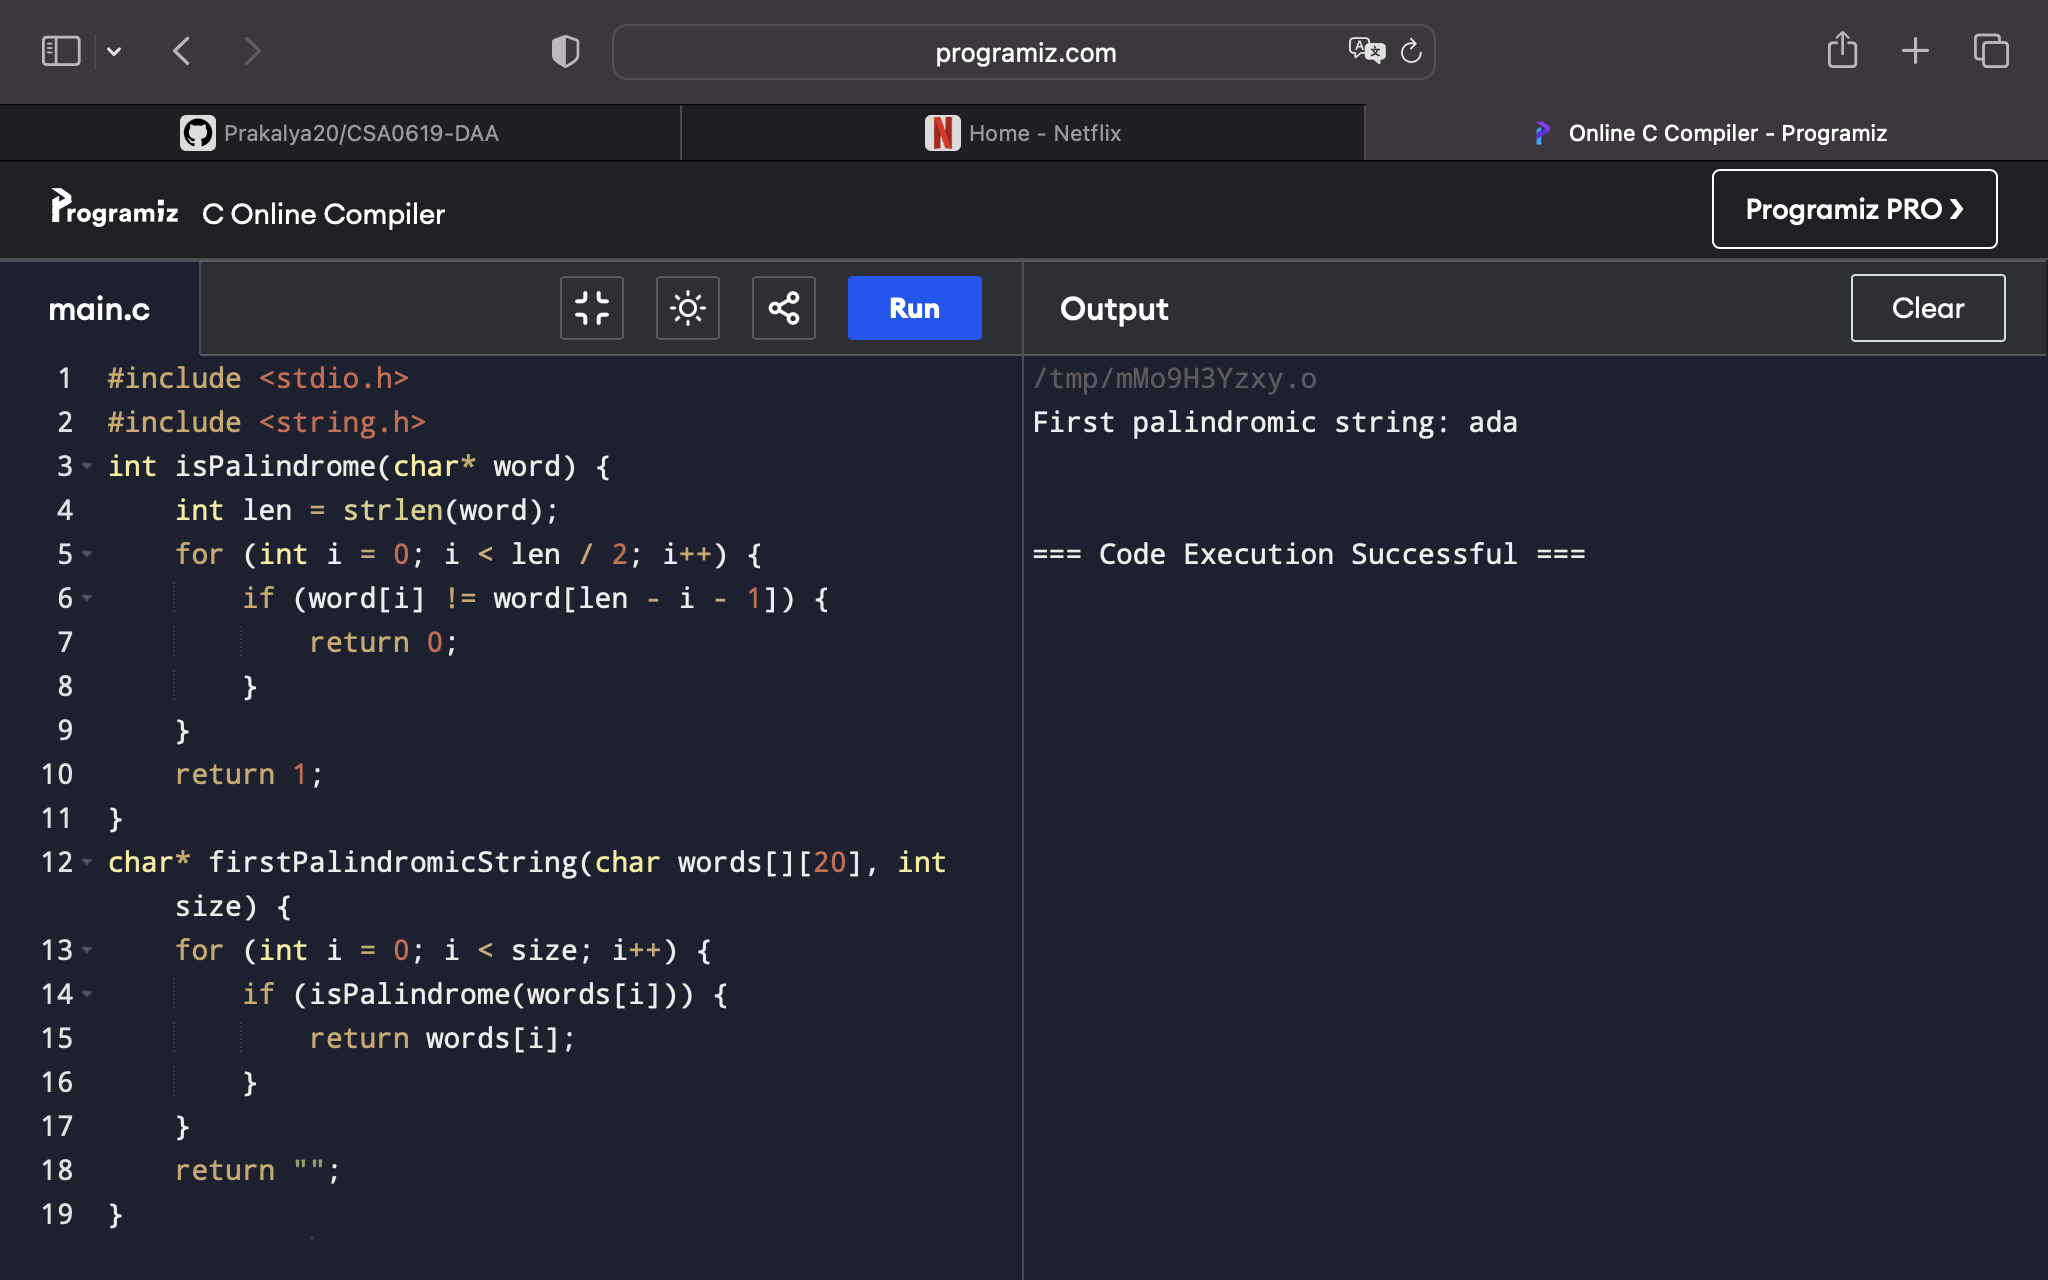 programiz.com
Prakalya20/CSA0619-DAA
Home - Netflix
Online C Compiler - Programiz
Programiz C Online Compiler
Programiz PRO ❯
main.c
Run
Output
Clear
1 #include <stdio.h>
2 #include <string.h>
3 int isPalindrome(char* word) {
4     int len = strlen(word);
5     for (int i = 0; i < len / 2; i++) {
6         if (word[i] != word[len - i - 1]) {
7             return 0;
8         }
9     }
10     return 1;
11 }
12 char* firstPalindromicString(char words[][20], int
size) {
13     for (int i = 0; i < size; i++) {
14         if (isPalindrome(words[i])) {
15             return words[i];
16         }
17     }
18     return "";
19 }
/tmp/mMo9H3Yzxy.o
First palindromic string: ada
=== Code Execution Successful ===